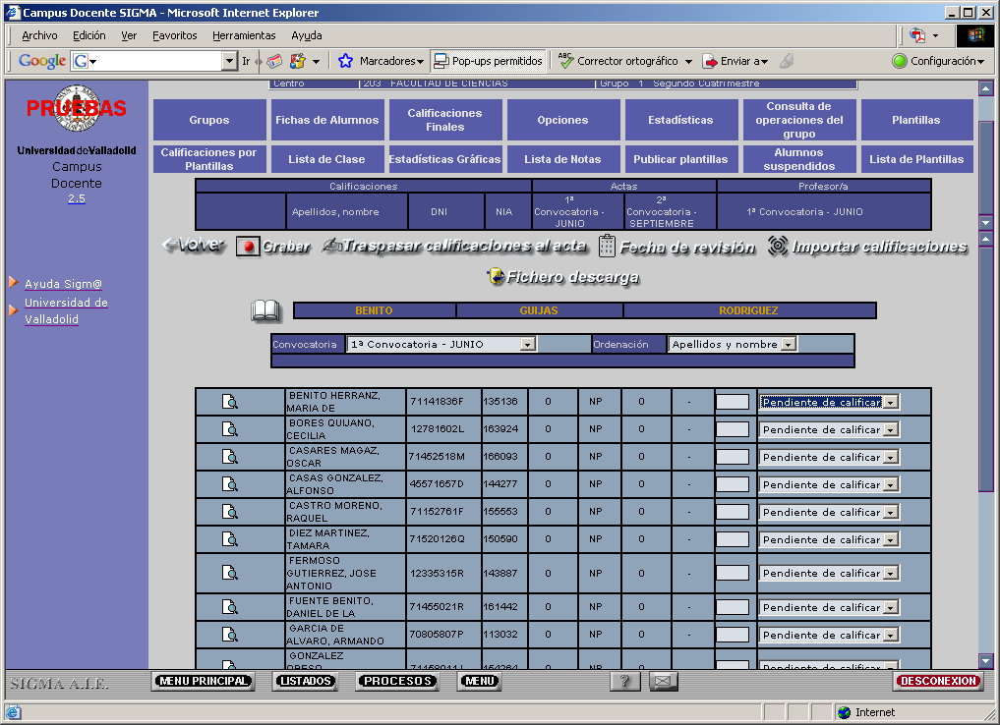 Campus Docente SIGMA - Microsoft Internet Explorer
Archivo Edición Ver Favoritos Herramientas Ayuda
Google G Ir Marcadores Pop-ups permitidos ABC Corrector ortográfico Enviar a Configuración
Centro 203 FACULTAD DE CIENCIAS Grupo 1 Segundo Cuatrimestre
PRUEBAS
Universidad de Valladolid
Campus
Docente
2.5
Ayuda Sigm@
Universidad de
Valladolid
Grupos Fichas de Alumnos Calificaciones Finales Opciones Estadísticas Consulta de operaciones del grupo Plantillas
Calificaciones por Plantillas Lista de Clase Estadísticas Gráficas Lista de Notas Publicar plantillas Alumnos suspendidos Lista de Plantillas
Calificaciones Actas Profesor/a
Apellidos, nombre DNI NIA 1ª Convocatoria - JUNIO 2ª Convocatoria - SEPTIEMBRE 1ª Convocatoria - JUNIO
Volver Grabar Traspasar calificaciones al acta Fecha de revisión Importar calificaciones
Fichero descarga
BENITO GUIJAS RODRIGUEZ
Convocatoria 1ª Convocatoria - JUNIO Ordenación Apellidos y nombre
BENITO HERRANZ, MARIA DE 71141836F 135136 0 NP 0 - Pendiente de calificar
BORES QUIJANO, CECILIA 12781602L 163924 0 NP 0 - Pendiente de calificar
CASARES MAGAZ, OSCAR 71452518M 166093 0 NP 0 - Pendiente de calificar
CASAS GONZALEZ, ALFONSO 45571657D 144277 0 NP 0 - Pendiente de calificar
CASTRO MORENO, RAQUEL 71152761F 155553 0 NP 0 - Pendiente de calificar
DIEZ MARTINEZ, TAMARA 71520126Q 150590 0 NP 0 - Pendiente de calificar
FERMOSO GUTIERREZ, JOSE ANTONIO 12335315R 143887 0 NP 0 - Pendiente de calificar
FUENTE BENITO, DANIEL DE LA 71455021R 161442 0 NP 0 - Pendiente de calificar
GARCIA DE ALVARO, ARMANDO 70805807P 113032 0 NP 0 - Pendiente de calificar
GONZALEZ 0 NP 0 - Pendiente de calificar
SIGMA A.I.E. MENU PRINCIPAL LISTADOS PROCESOS MENU ? DESCONEXION
Internet